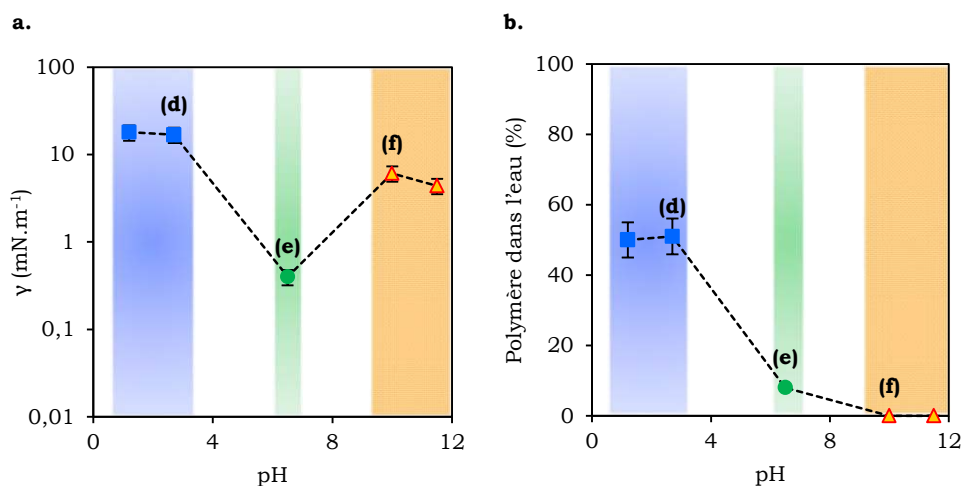 a.
γ (mN.m⁻¹)
100
10
1
0,1
0,01
(d)
(e)
(f)
0
4
8
12
pH
b.
Polymère dans l'eau (%)
100
80
60
40
20
0
(d)
(e)
(f)
0
4
8
12
pH